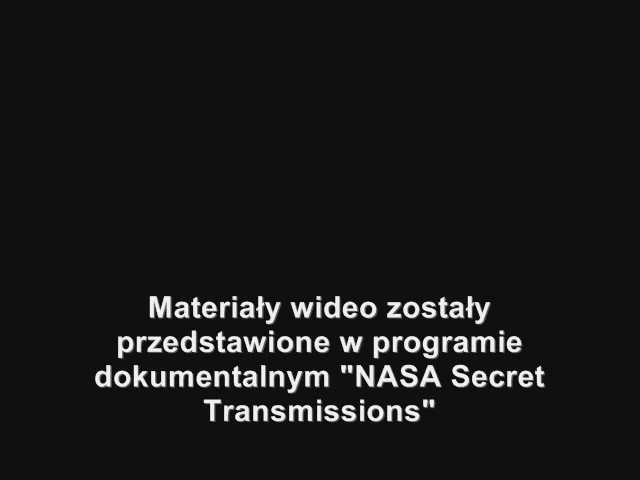 Materiały wideo zostały
przedstawione w programie
dokumentalnym "NASA Secret
Transmissions"